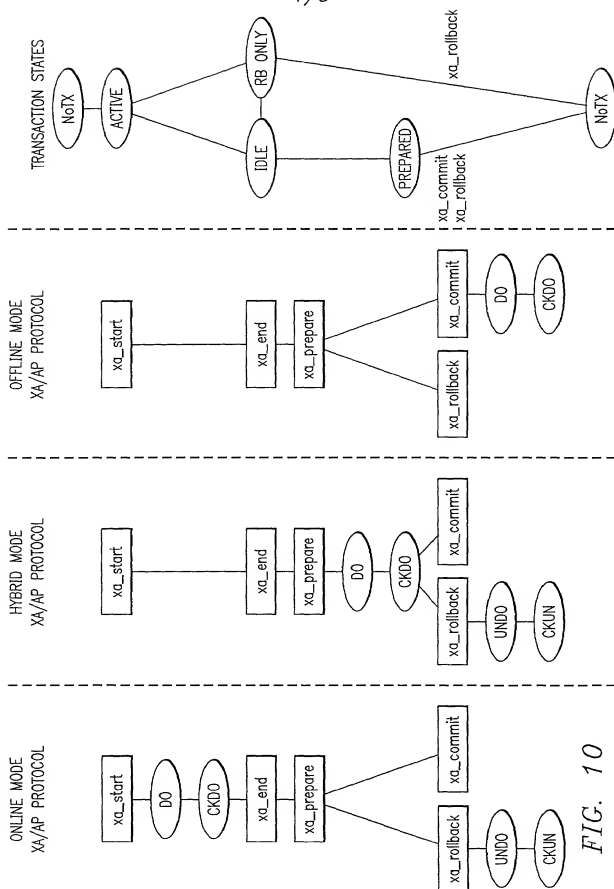 ONLINE MODE
XA/AP PROTOCOL
xa_start
DO
CKDO
xa_end
xa_prepare
xa_rollback
xa_commit
UNDO
CKUN
HYBRID MODE
XA/AP PROTOCOL
xa_start
xa_end
xa_prepare
DO
CKDO
xa_rollback
xa_commit
UNDO
CKUN
OFFLINE MODE
XA/AP PROTOCOL
xa_start
xa_end
xa_prepare
xa_rollback
xa_commit
DO
CKDO
TRANSACTION STATES
NoTX
ACTIVE
IDLE
RB ONLY
PREPARED
xa_commit
xa_rollback
xa_rollback
NoTX
FIG. 10